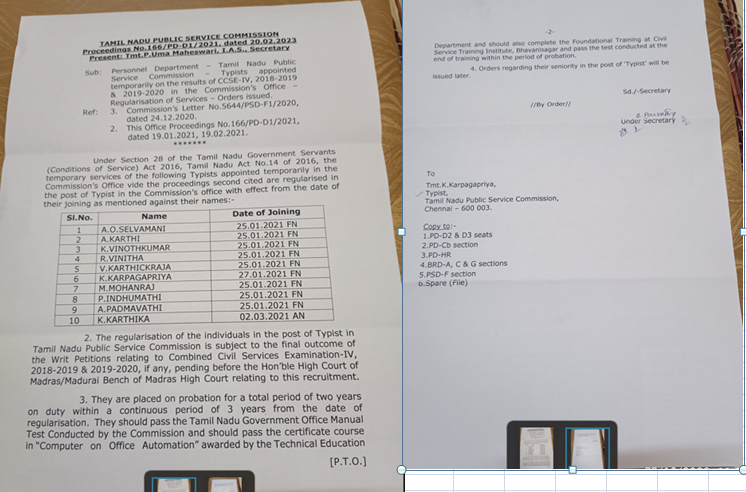 TAMIL NADU PUBLIC SERVICE COMMISSION
Proceedings No.166/PD-D1/2021, dated 20.02.2023
Present: Tmt.P.Uma Maheswari, I.A.S., Secretary
Sub: Personnel Department – Tamil Nadu Public
Service Commission – Typists appointed
temporarily on the results of CCSE-IV, 2018-2019
& 2019-2020 in the Commission's Office –
Regularisation of Services – Orders issued.
Ref: 3. Commission's Letter No.5644/PSD-F1/2020,
dated 24.12.2020.
2. This Office Proceedings No.166/PD-D1/2021,
dated 19.01.2021, 19.02.2021.
*******
Under Section 28 of the Tamil Nadu Government Servants
(Conditions of Service) Act 2016, Tamil Nadu Act No.14 of 2016, the
temporary services of the following Typists appointed temporarily in the
Commission's Office vide the proceedings second cited are regularised in
the post of Typist in the Commission's office with effect from the date of
their joining as mentioned against their names:-
Sl.No. Name Date of Joining
1 A.O.SELVAMANI 25.01.2021 FN
2 A.KARTHI 25.01.2021 FN
3 K.VINOTHKUMAR 25.01.2021 FN
4 R.VINITHA 25.01.2021 FN
5 V.KARTHICKRAJA 25.01.2021 FN
6 K.KARPAGAPRIYA 27.01.2021 FN
7 M.MOHANRAJ 25.01.2021 FN
8 P.INDHUMATHI 25.01.2021 FN
9 A.PADMAVATHI 25.01.2021 FN
10 K.KARTHIKA 02.03.2021 AN
2. The regularisation of the individuals in the post of Typist in
Tamil Nadu Public Service Commission is subject to the final outcome of
the Writ Petitions relating to Combined Civil Services Examination-IV,
2018-2019 & 2019-2020, if any, pending before the Hon'ble High Court of
Madras/Madurai Bench of Madras High Court relating to this recruitment.
3. They are placed on probation for a total period of two years
on duty within a continuous period of 3 years from the date of
regularisation. They should pass the Tamil Nadu Government Office Manual
Test Conducted by the Commission and should pass the certificate course
in "Computer on Office Automation" awarded by the Technical Education
[P.T.O.]
-2-
Department and should also complete the Foundational Training at Civil
Service Training Institute, Bhavanisagar and pass the test conducted at the
end of training within the period of probation.
4. Orders regarding their seniority in the post of 'Typist' will be
issued later.
Sd./-Secretary
//By Order//
Under Secretary
To
Tmt.K.Karpagapriya,
Typist,
Tamil Nadu Public Service Commission,
Chennai – 600 003.
Copy to:-
1.PD-D2 & D3 seats
2.PD-Cb section
3.PD-HR
4.BRD-A, C & G sections
5.PSD-F section
6.Spare (File)